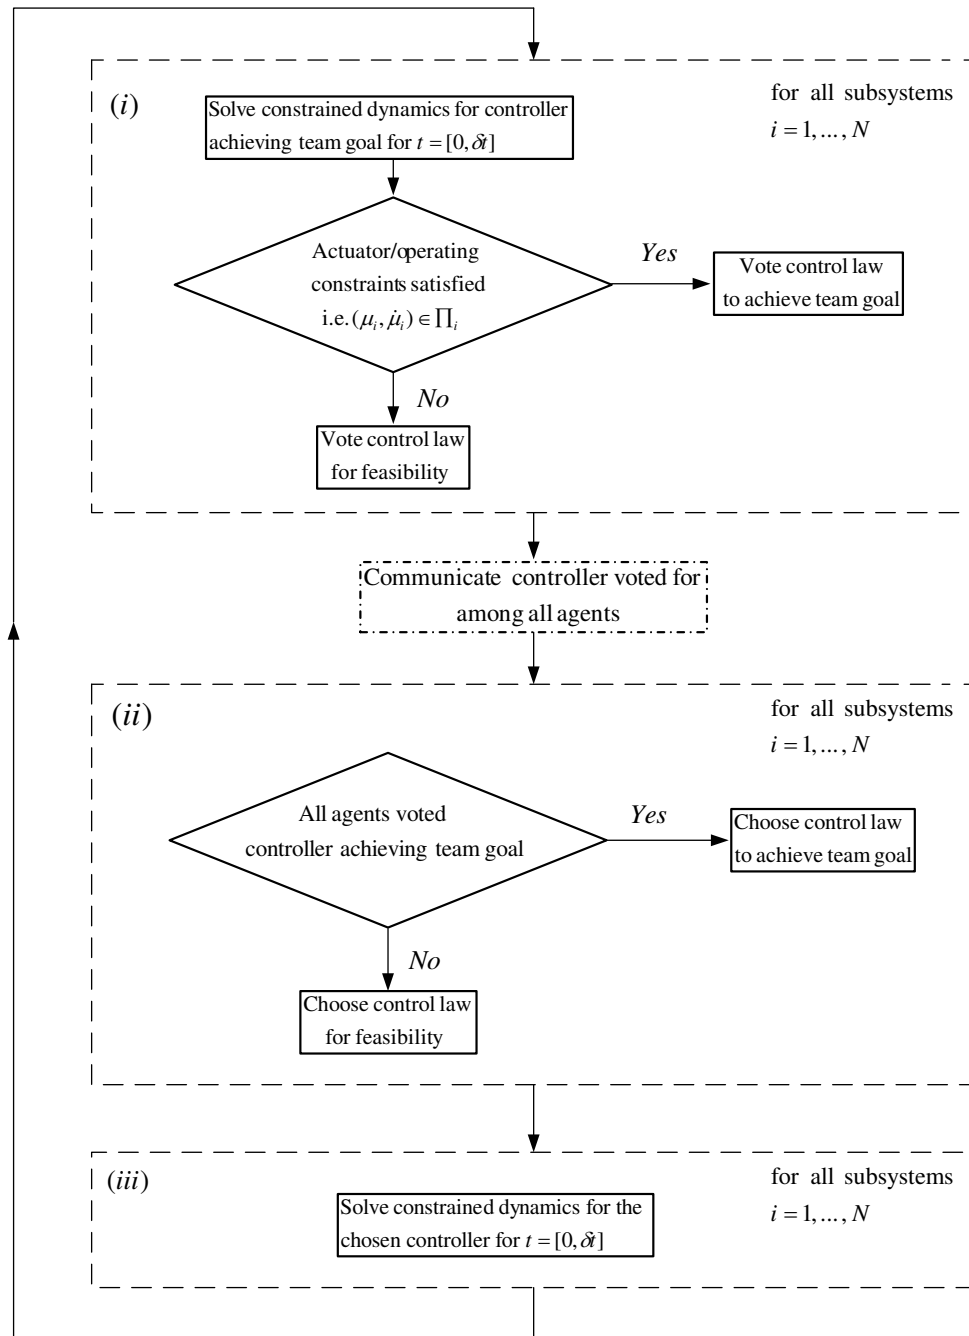 (i)
for all subsystems
i = 1, ..., N
Solve constrained dynamics for controller
achieving team goal for t = [0, δt]
Actuator/operating
constraints satisfied
i.e. (μ_i, μ̇_i) ∈ ∏_i
Yes
Vote control law
to achieve team goal
No
Vote control law
for feasibility
Communicate controller voted for
among all agents
(ii)
for all subsystems
i = 1, ..., N
All agents voted
controller achieving team goal
Yes
Choose control law
to achieve team goal
No
Choose control law
for feasibility
(iii)
for all subsystems
i = 1, ..., N
Solve constrained dynamics for the
chosen controller for t = [0, δt]